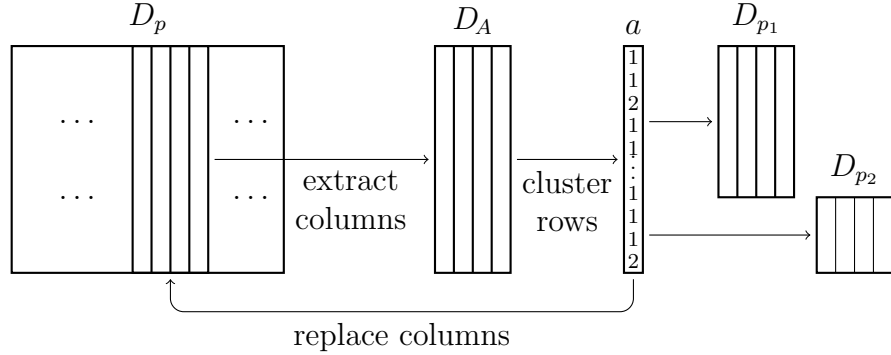 D_p
D_A
a
D_{p_1}
1
1
2
1
1
⋮
1
1
1
2
... ...
... ...
extract
columns
cluster
rows
D_{p_2}
replace columns